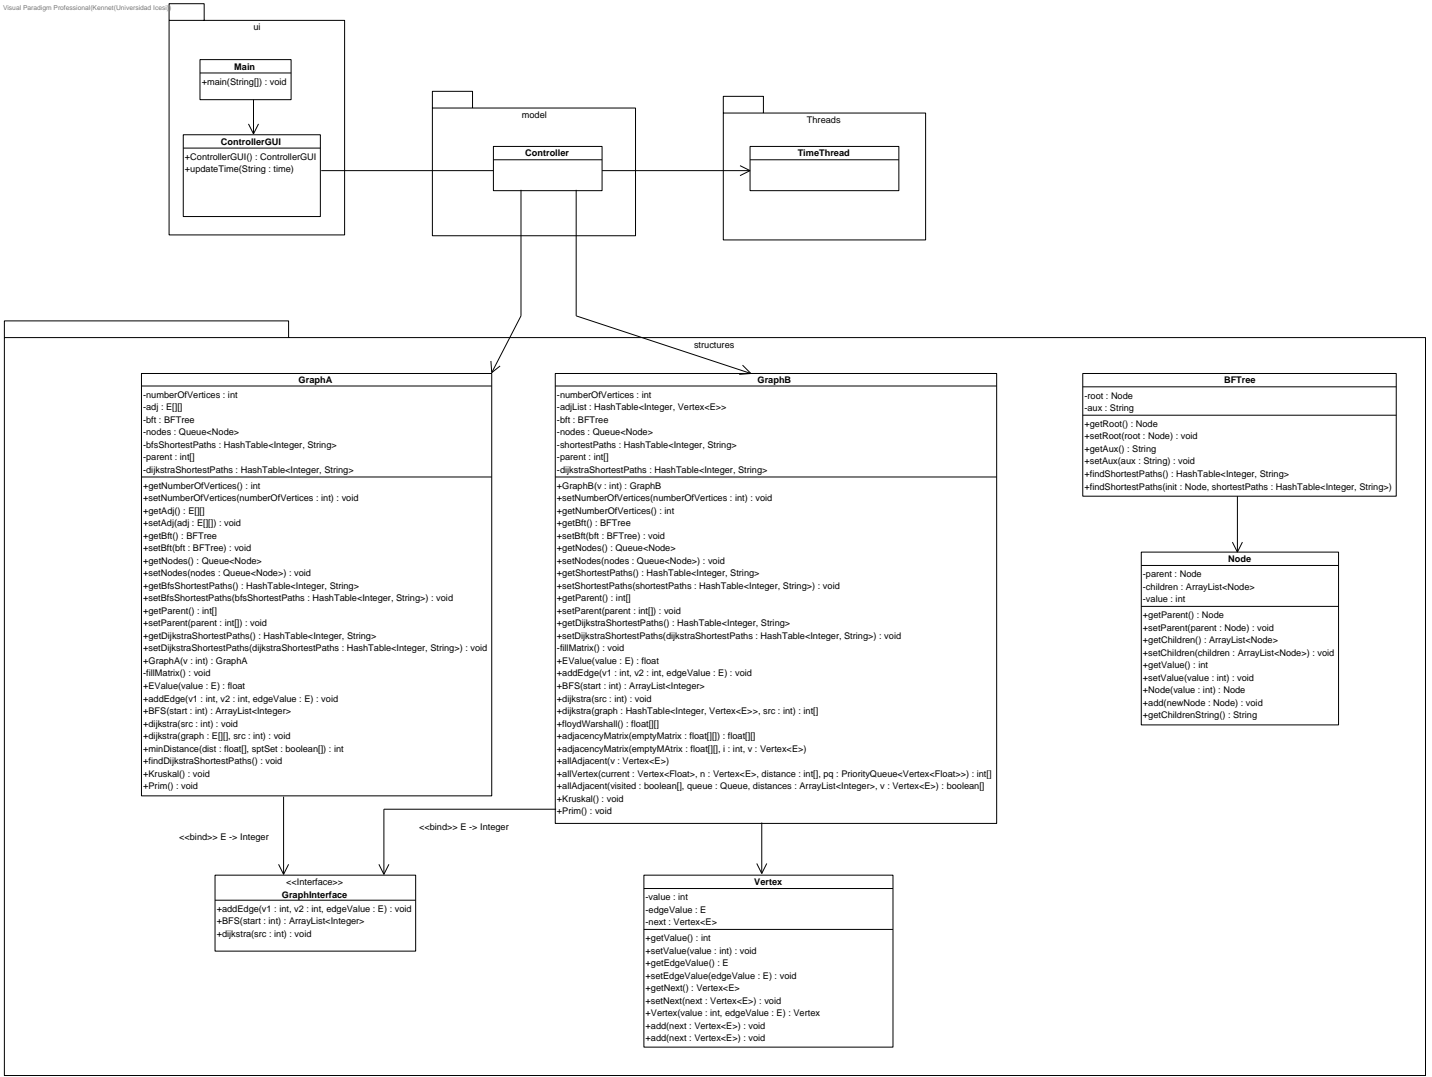 Visual Paradigm Professional(Kennet(Universidad Icesi))
ui
Main
+main(String[]) : void
ControllerGUI
+ControllerGUI() : ControllerGUI
+updateTime(String : time)
model
Controller
Threads
TimeThread
structures
GraphA
-numberOfVertices : int
-adj : E[][]
-bft : BFTree
-nodes : Queue<Node>
-bfsShortestPaths : HashTable<Integer, String>
-parent : int[]
-dijkstraShortestPaths : HashTable<Integer, String>
+getNumberOfVertices() : int
+setNumberOfVertices(numberOfVertices : int) : void
+getAdj() : E[][]
+setAdj(adj : E[][]) : void
+getBft() : BFTree
+setBft(bft : BFTree) : void
+getNodes() : Queue<Node>
+setNodes(nodes : Queue<Node>) : void
+getBfsShortestPaths() : HashTable<Integer, String>
+setBfsShortestPaths(bfsShortestPaths : HashTable<Integer, String>) : void
+getParent() : int[]
+setParent(parent : int[]) : void
+getDijkstraShortestPaths() : HashTable<Integer, String>
+setDijkstraShortestPaths(dijkstraShortestPaths : HashTable<Integer, String>) : void
+GraphA(v : int) : GraphA
-fillMatrix() : void
+EValue(value : E) : float
+addEdge(v1 : int, v2 : int, edgeValue : E) : void
+BFS(start : int) : ArrayList<Integer>
+dijkstra(src : int) : void
+dijkstra(graph : E[][], src : int) : void
+minDistance(dist : float[], sptSet : boolean[]) : int
+findDijkstraShortestPaths() : void
+Kruskal() : void
+Prim() : void
GraphB
-numberOfVertices : int
-adjList : HashTable<Integer, Vertex<E>>
-bft : BFTree
-nodes : Queue<Node>
-shortestPaths : HashTable<Integer, String>
-parent : int[]
-dijkstraShortestPaths : HashTable<Integer, String>
+GraphB(v : int) : GraphB
+setNumberOfVertices(numberOfVertices : int) : void
+getNumberOfVertices() : int
+getBft() : BFTree
+setBft(bft : BFTree) : void
+getNodes() : Queue<Node>
+setNodes(nodes : Queue<Node>) : void
+getShortestPaths() : HashTable<Integer, String>
+setShortestPaths(shortestPaths : HashTable<Integer, String>) : void
+getParent() : int[]
+setParent(parent : int[]) : void
+getDijkstraShortestPaths() : HashTable<Integer, String>
+setDijkstraShortestPaths(dijkstraShortestPaths : HashTable<Integer, String>) : void
-fillMatrix() : void
+EValue(value : E) : float
+addEdge(v1 : int, v2 : int, edgeValue : E) : void
+BFS(start : int) : ArrayList<Integer>
+dijkstra(src : int) : void
+dijkstra(graph : HashTable<Integer, Vertex<E>>, src : int) : int[]
+floydWarshall() : float[][]
+adjacencyMatrix(emptyMatrix : float[][]) : float[][]
+adjacencyMatrix(emptyMAtrix : float[][], i : int, v : Vertex<E>)
+allAdjacent(v : Vertex<E>)
+allVertex(current : Vertex<Float>, n : Vertex<E>, distance : int[], pq : PriorityQueue<Vertex<Float>>) : int[]
+allAdjacent(visited : boolean[], queue : Queue, distances : ArrayList<Integer>, v : Vertex<E>) : boolean[]
+Kruskal() : void
+Prim() : void
BFTree
-root : Node
-aux : String
+getRoot() : Node
+setRoot(root : Node) : void
+getAux() : String
+setAux(aux : String) : void
+findShortestPaths() : HashTable<Integer, String>
+findShortestPaths(init : Node, shortestPaths : HashTable<Integer, String>)
Node
-parent : Node
-children : ArrayList<Node>
-value : int
+getParent() : Node
+setParent(parent : Node) : void
+getChildren() : ArrayList<Node>
+setChildren(children : ArrayList<Node>) : void
+getValue() : int
+setValue(value : int) : void
+Node(value : int) : Node
+add(newNode : Node) : void
+getChildrenString() : String
<<bind>> E -> Integer
<<bind>> E -> Integer
<<Interface>>
GraphInterface
+addEdge(v1 : int, v2 : int, edgeValue : E) : void
+BFS(start : int) : ArrayList<Integer>
+dijkstra(src : int) : void
Vertex
-value : int
-edgeValue : E
-next : Vertex<E>
+getValue() : int
+setValue(value : int) : void
+getEdgeValue() : E
+setEdgeValue(edgeValue : E) : void
+getNext() : Vertex<E>
+setNext(next : Vertex<E>) : void
+Vertex(value : int, edgeValue : E) : Vertex
+add(next : Vertex<E>) : void
+add(next : Vertex<E>) : void